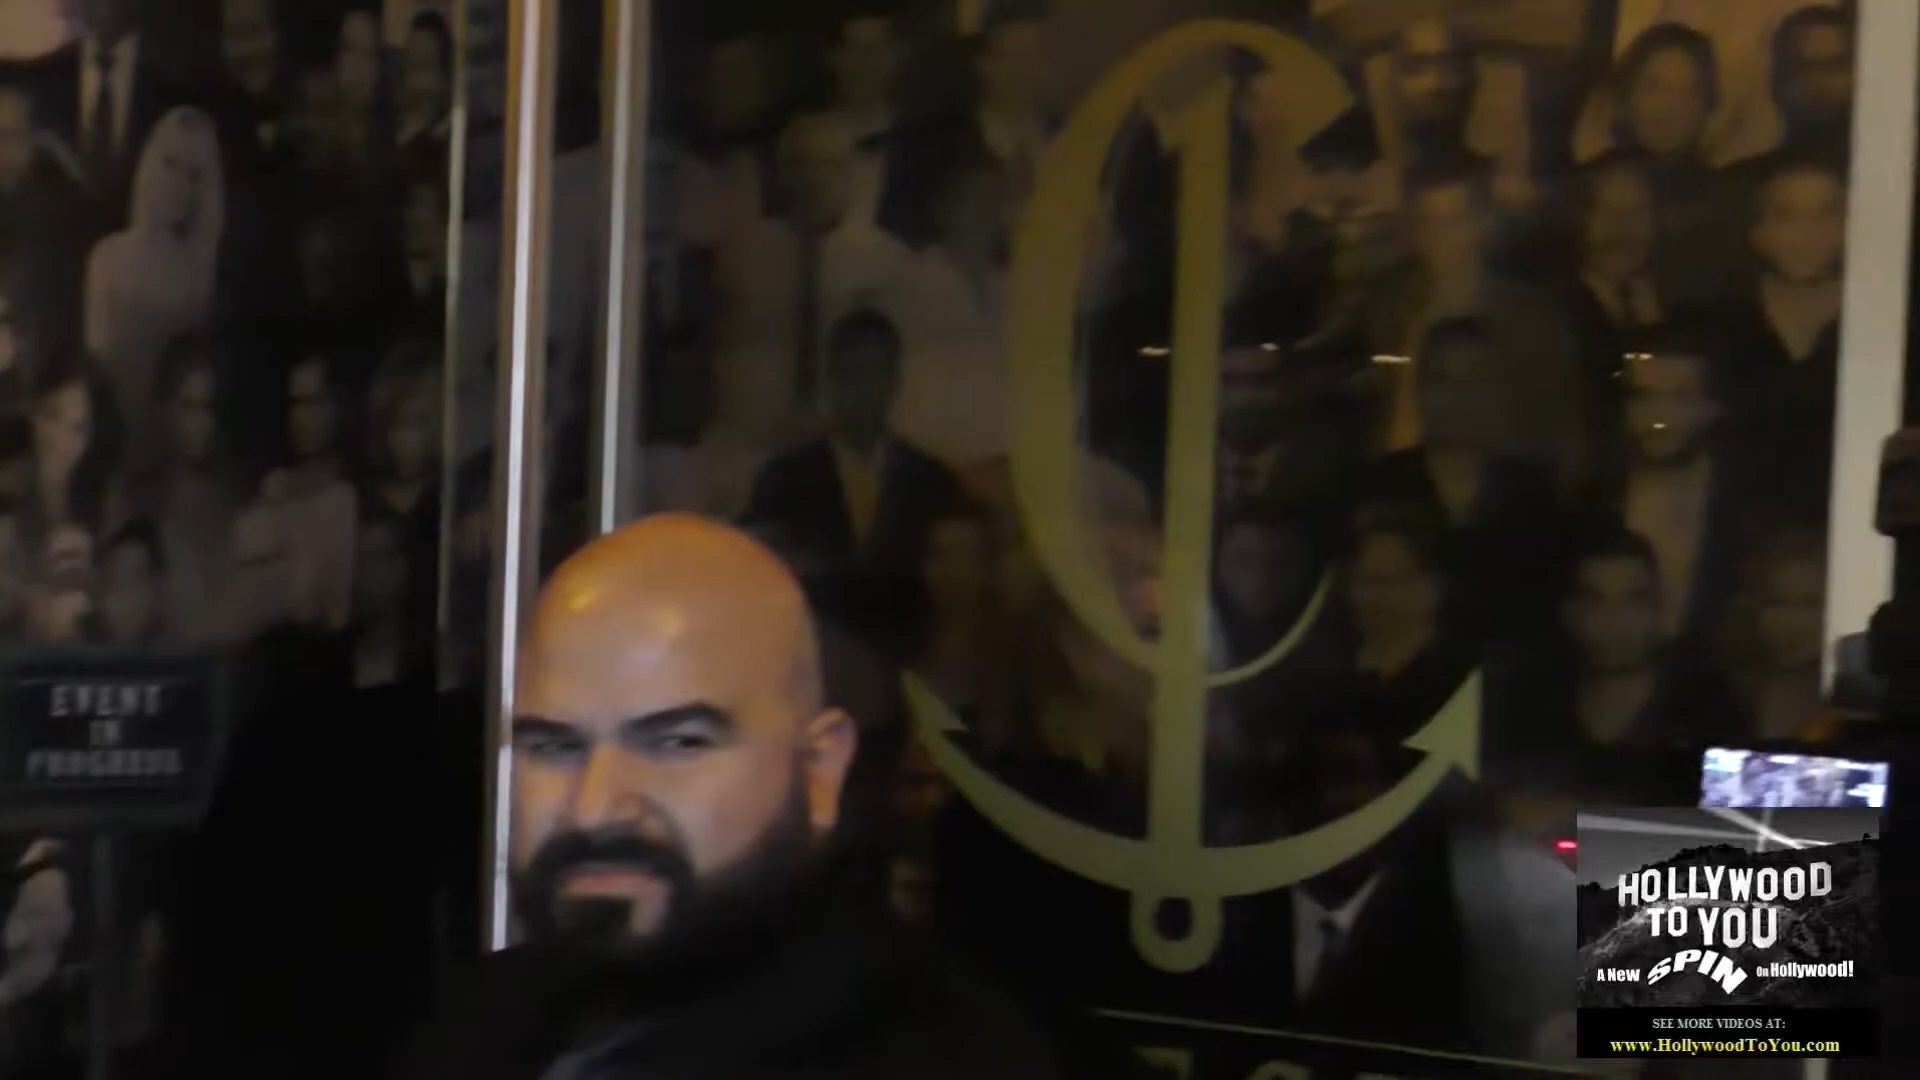 EVENT
IN
PROGRESS
HOLLYWOOD
TO YOU
A New SPIN On Hollywood!
SEE MORE VIDEOS AT:
www.HollywoodToYou.com